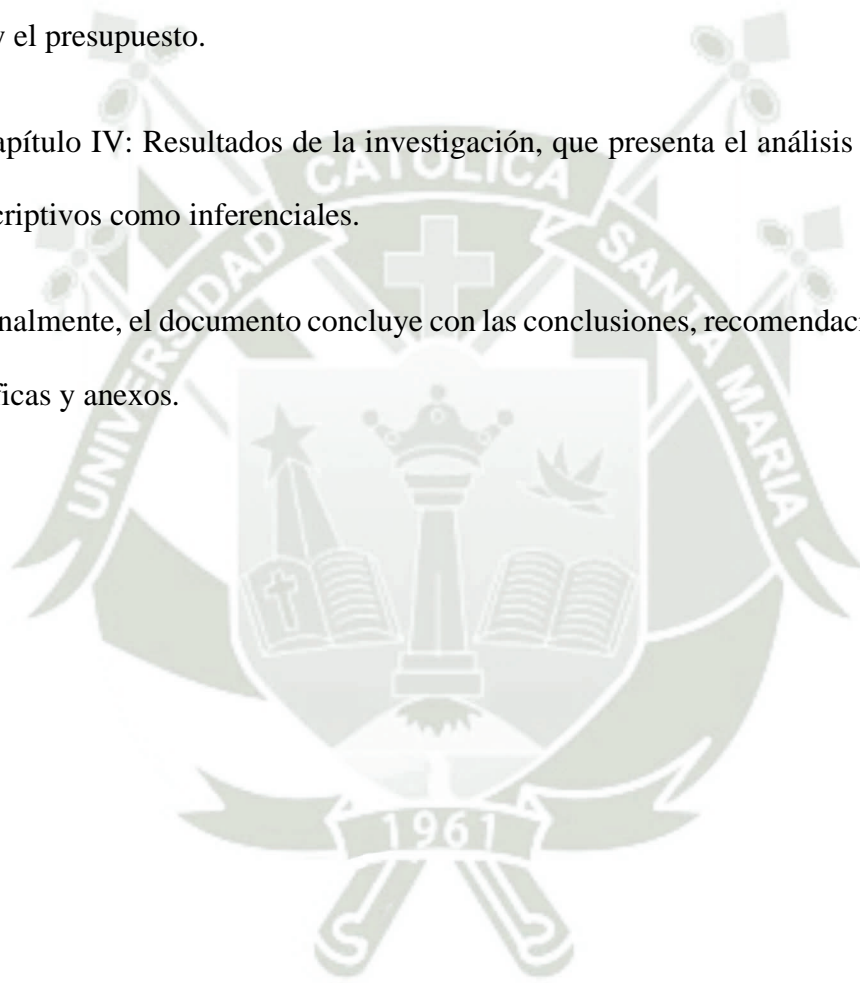 y el presupuesto.
apítulo IV: Resultados de la investigación, que presenta el análisis
criptivos como inferenciales.
nalmente, el documento concluye con las conclusiones, recomendaci
ficas y anexos.
UNIVERSIDAD CATOLICA SANTA MARIA
1961